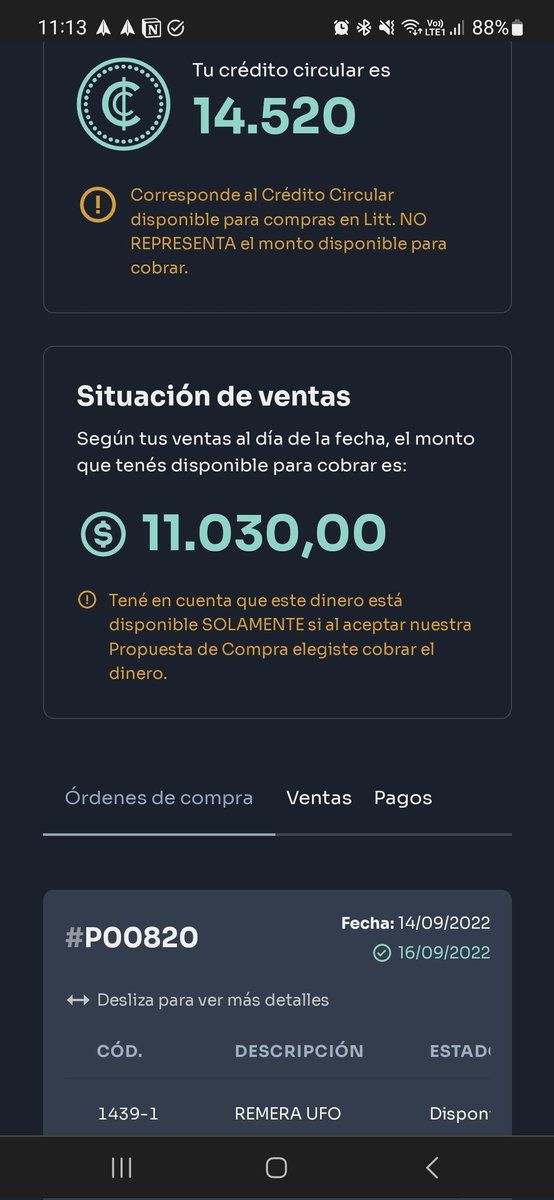 11:13
Vo)) LTE1
88%
Tu crédito circular es
14.520
Corresponde al Crédito Circular
disponible para compras en Litt. NO
REPRESENTA el monto disponible para
cobrar.
Situación de ventas
Según tus ventas al día de la fecha, el monto
que tenés disponible para cobrar es:
$ 11.030,00
Tené en cuenta que este dinero está
disponible SOLAMENTE si al aceptar nuestra
Propuesta de Compra elegiste cobrar el
dinero.
Órdenes de compra Ventas Pagos
#P00820
Fecha: 14/09/2022
16/09/2022
Desliza para ver más detalles
CÓD. DESCRIPCIÓN ESTAD
1439-1 REMERA UFO Dispon